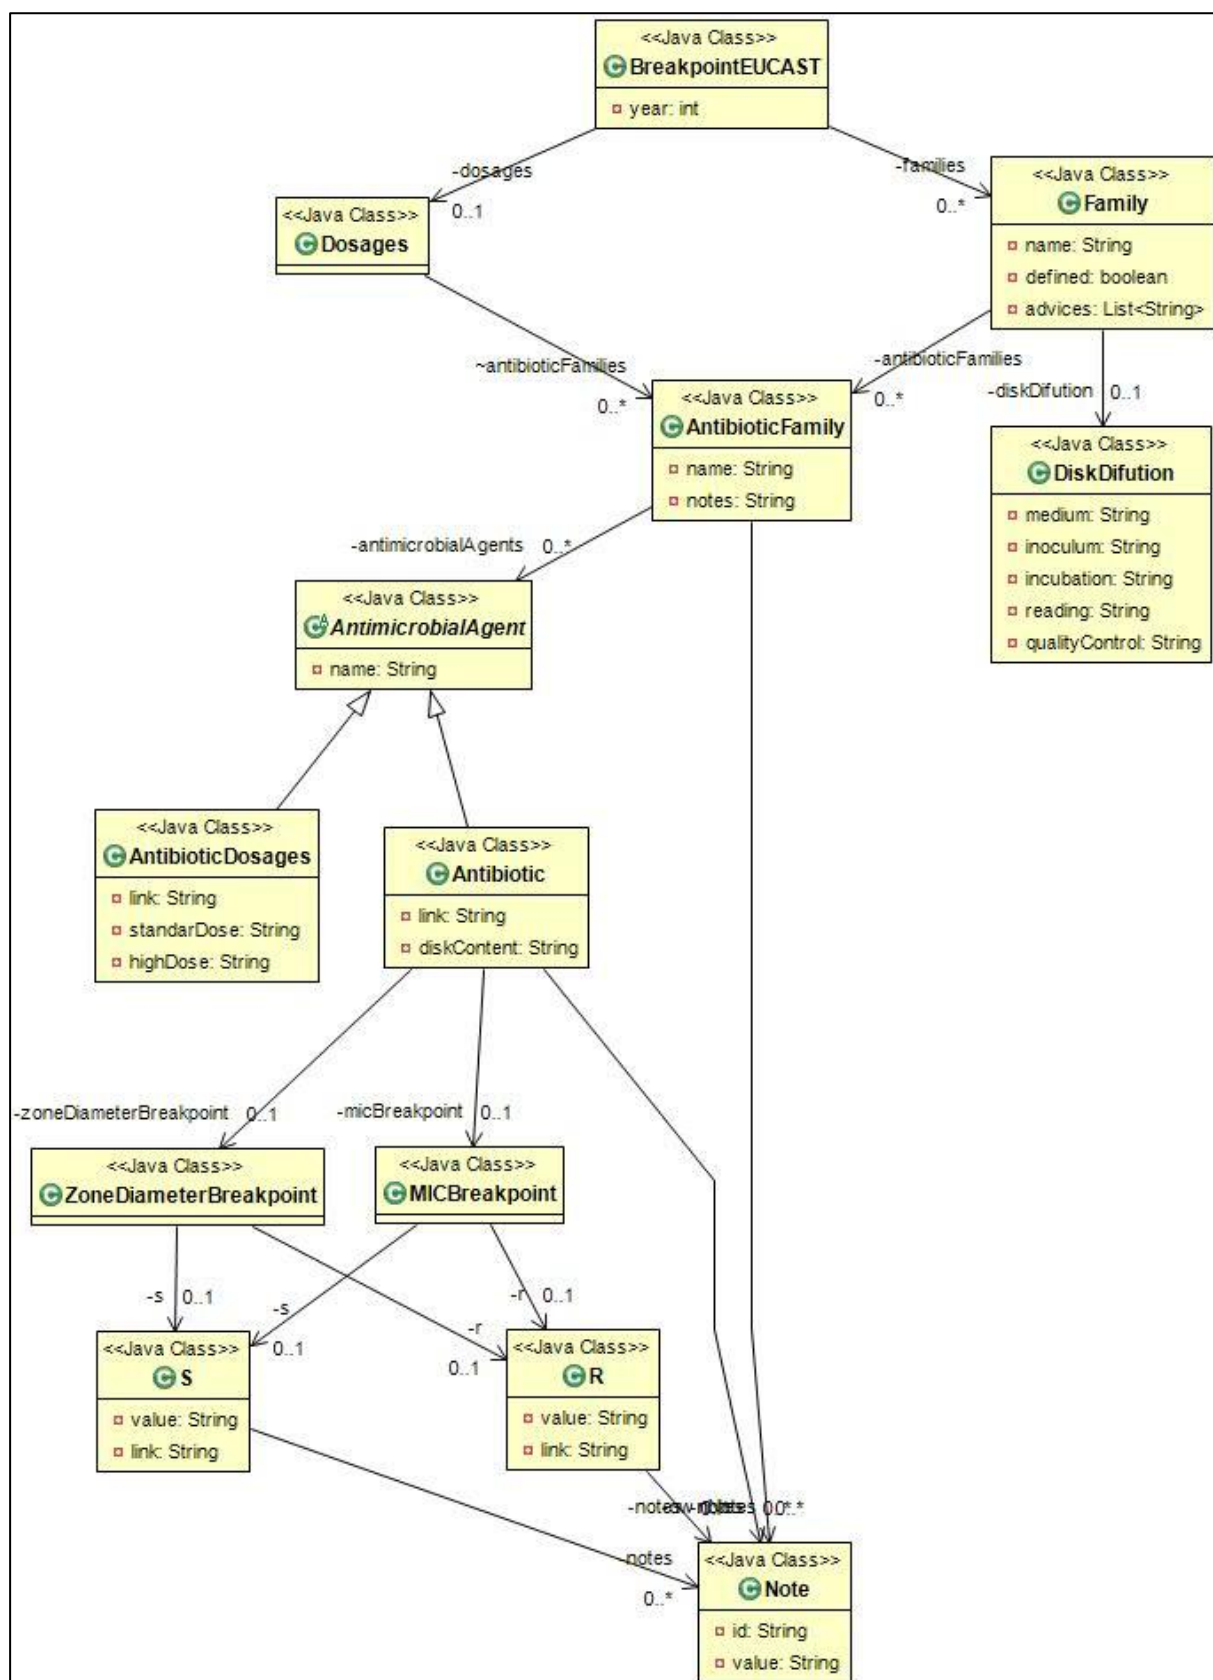 <<Java Class>>
BreakpointEUCAST
year: int
-dosages
0..1
-families
0..*
<<Java Class>>
Dosages
<<Java Class>>
Family
name: String
defined: boolean
advices: List<String>
~antibioticFamilies
0..*
-antibioticFamilies
0..*
-diskDifution
0..1
<<Java Class>>
AntibioticFamily
name: String
notes: String
<<Java Class>>
DiskDifution
medium: String
inoculum: String
incubation: String
reading: String
qualityControl: String
-antimicrobialAgents
0..*
<<Java Class>>
AntimicrobialAgent
name: String
<<Java Class>>
AntibioticDosages
link: String
standarDose: String
highDose: String
<<Java Class>>
Antibiotic
link: String
diskContent: String
-zoneDiameterBreakpoint
0..1
-micBreakpoint
0..1
<<Java Class>>
ZoneDiameterBreakpoint
<<Java Class>>
MICBreakpoint
-s
0..1
-s
0..1
-r
0..1
-r
0..1
<<Java Class>>
S
value: String
link: String
<<Java Class>>
R
value: String
link: String
-notes
0..*
<<Java Class>>
Note
id: String
value: String